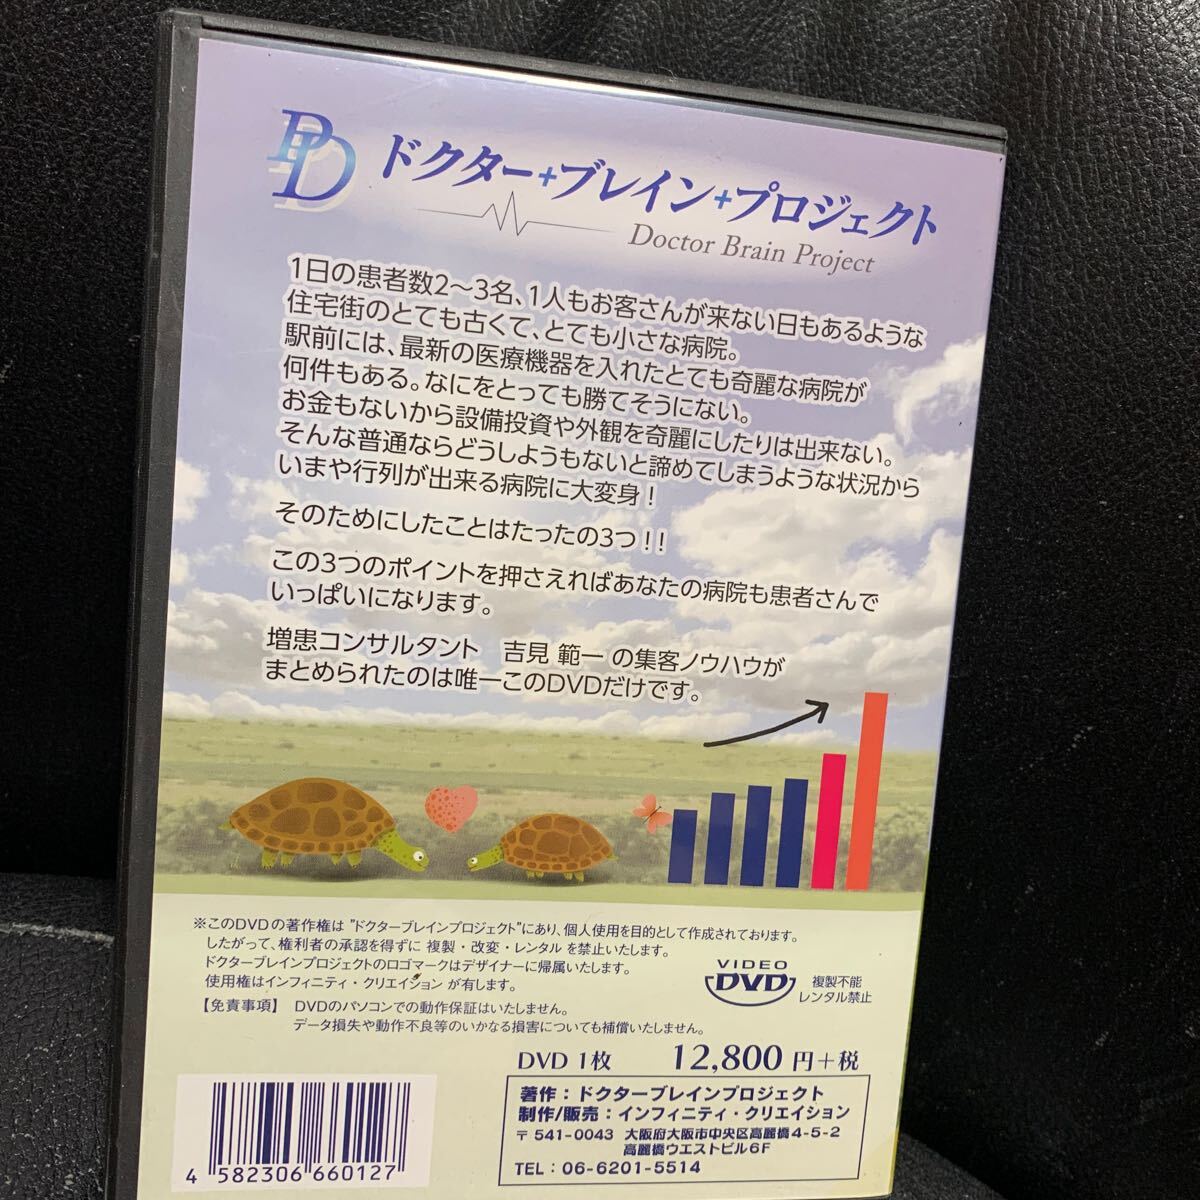 BD
ドクター+ブレイン+プロジェクト
Doctor Brain Project
1日の患者数2〜3名、1人もお客さんが来ない日もあるような
住宅街のとても古くて、とても小さな病院。
駅前には、最新の医療機器を入れたとても奇麗な病院が
何件もある。なにをとっても勝てそうにない。
お金もないから設備投資や外観を奇麗にしたりは出来ない。
そんな普通ならどうしようもないと諦めてしまうような状況から
いまや行列が出来る病院に大変身！
そのためにしたことはたったの3つ！！
この3つのポイントを押さえればあなたの病院も患者さんで
いっぱいになります。
増患コンサルタント 吉見 範一 の集客ノウハウが
まとめられたのは唯一このDVDだけです。
※このDVDの著作権は "ドクターブレインプロジェクト"にあり、個人使用を目的として作成されております。
したがって、権利者の承認を得ずに 複製・改変・レンタル を禁止いたします。
ドクターブレインプロジェクトのロゴマークはデザイナーに帰属いたします。
使用権はインフィニティ・クリエイション が有します。
【免責事項】 DVDのパソコンでの動作保証はいたしません。
データ損失や動作不良等のいかなる損害についても補償いたしません。
VIDEO
DVD
複製不能
レンタル禁止
DVD 1枚 12,800 円+税
著作：ドクターブレインプロジェクト
制作/販売：インフィニティ・クリエイション
〒541-0043 大阪府大阪市中央区高麗橋4-5-2
高麗橋ウエストビル6F
TEL：06-6201-5514
4 582306 660127